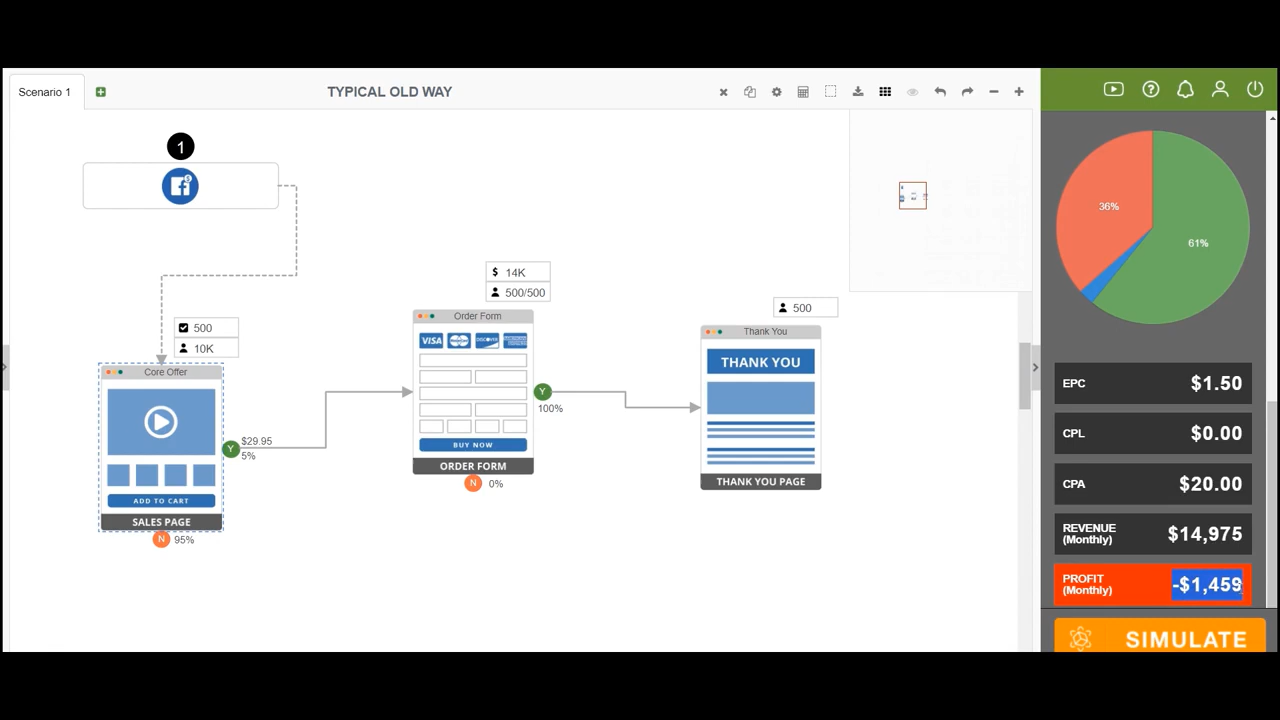 Scenario 1
TYPICAL OLD WAY
1
500
10K
Core Offer
ADD TO CART
SALES PAGE
Y
$29.95
5%
N
95%
$ 14K
500/500
Order Form
VISA
DISCOVER
BUY NOW
ORDER FORM
Y
100%
N
0%
500
Thank You
THANK YOU
THANK YOU PAGE
36%
61%
EPC
$1.50
CPL
$0.00
CPA
$20.00
REVENUE
(Monthly)
$14,975
PROFIT
(Monthly)
-$1,459
SIMULATE